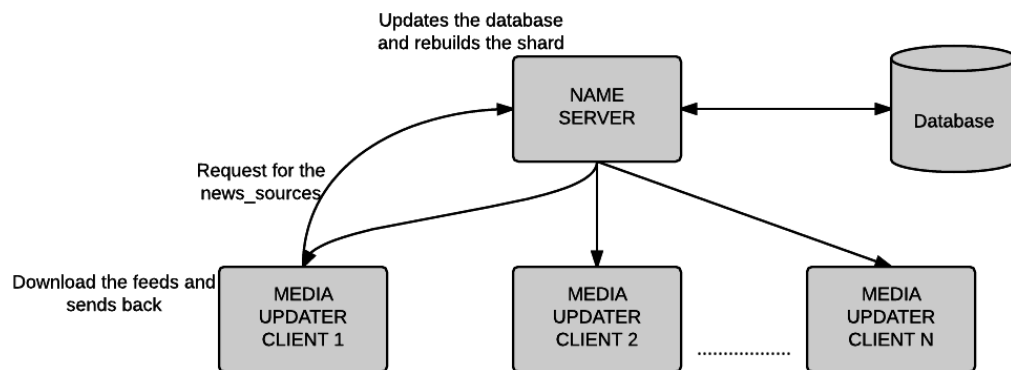 Updates the database
and rebuilds the shard
NAME
SERVER
Database
Request for the
news_sources
Download the feeds and
sends back
MEDIA
UPDATER
CLIENT 1
MEDIA
UPDATER
CLIENT 2
MEDIA
UPDATER
CLIENT N